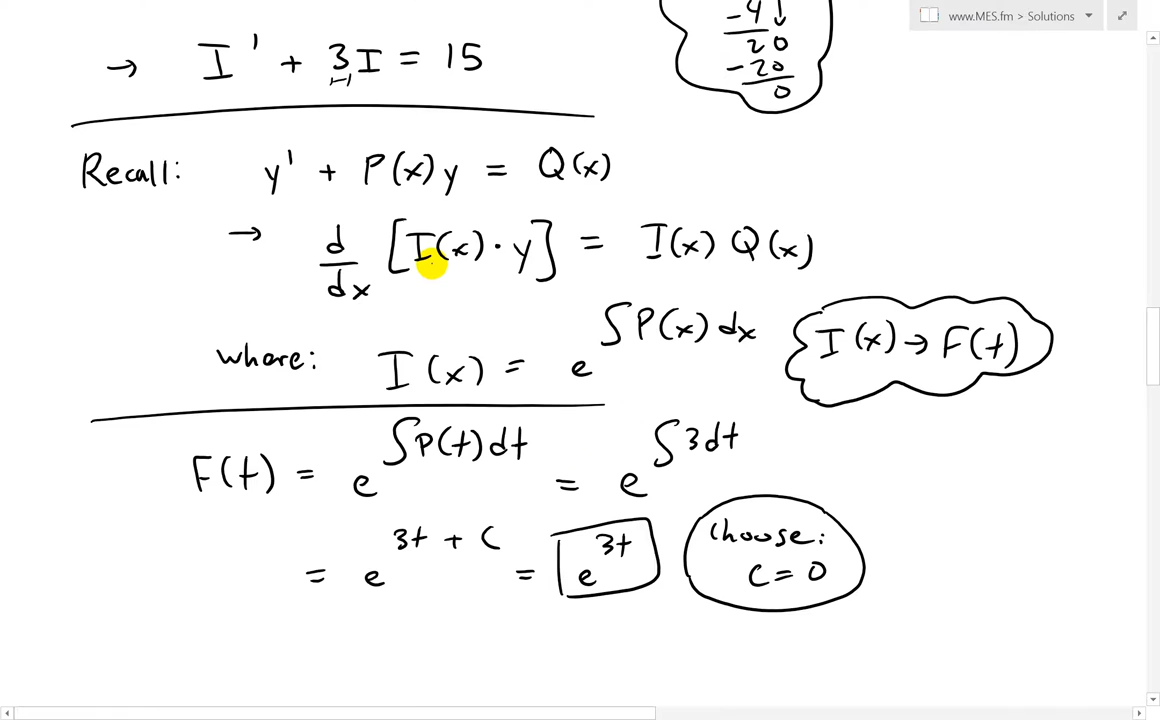 www.MES.fm > Solutions
-4↓
20
-20
0
→ I' + 3I = 15
Recall: y' + P(x)y = Q(x)
→ d/dx [I(x) · y] = I(x) Q(x)
where: I(x) = e^∫P(x)dx
I(x) → F(t)
F(t) = e^∫P(t)dt = e^∫3dt
= e^3t + C = e^3t
Choose:
C = 0